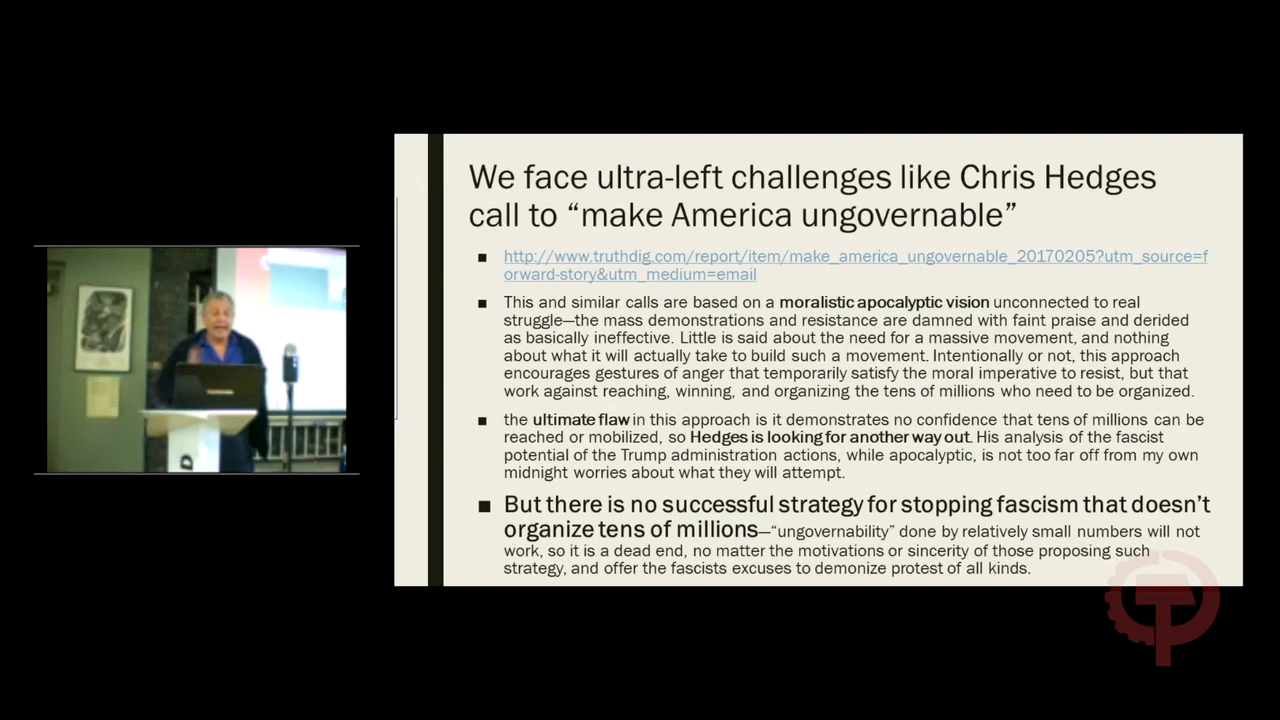 We face ultra-left challenges like Chris Hedges
call to “make America ungovernable”
http://www.truthdig.com/report/item/make_america_ungovernable_20170205?utm_source=f
orward-story&utm_medium=email
This and similar calls are based on a moralistic apocalyptic vision unconnected to real
struggle—the mass demonstrations and resistance are damned with faint praise and derided
as basically ineffective. Little is said about the need for a massive movement, and nothing
about what it will actually take to build such a movement. Intentionally or not, this approach
encourages gestures of anger that temporarily satisfy the moral imperative to resist, but that
work against reaching, winning, and organizing the tens of millions who need to be organized.
the ultimate flaw in this approach is it demonstrates no confidence that tens of millions can be
reached or mobilized, so Hedges is looking for another way out. His analysis of the fascist
potential of the Trump administration actions, while apocalyptic, is not too far off from my own
midnight worries about what they will attempt.
But there is no successful strategy for stopping fascism that doesn’t
organize tens of millions—“ungovernability” done by relatively small numbers will not
work, so it is a dead end, no matter the motivations or sincerity of those proposing such
strategy, and offer the fascists excuses to demonize protest of all kinds.